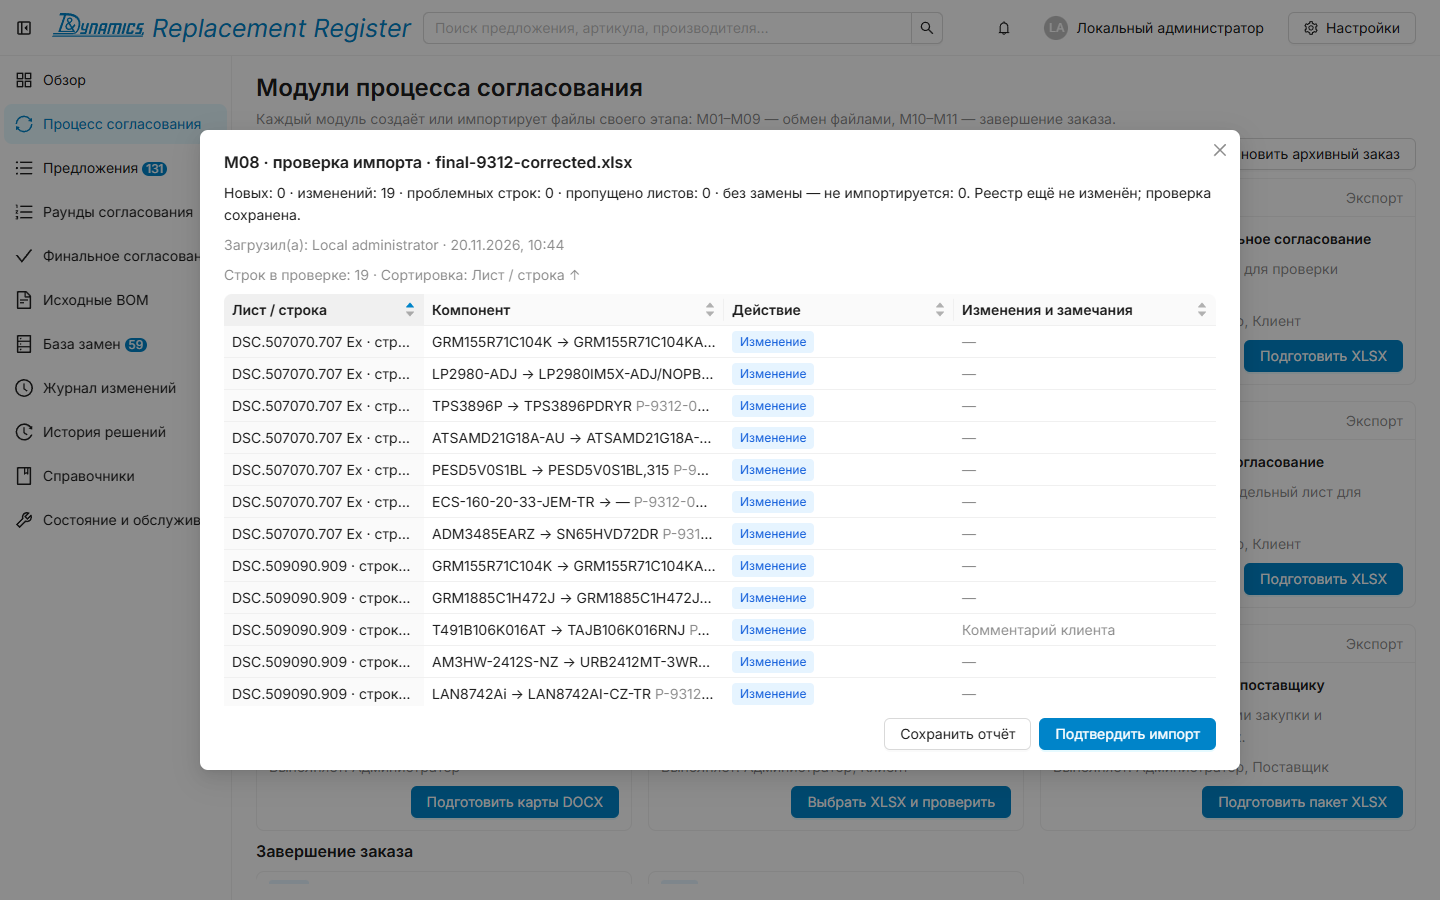 Dynamics Replacement Register
Поиск предложения, артикула, производителя...
LA
Локальный администратор
Настройки
Обзор
Процесс согласования
Предложения 131
Раунды согласования
Финальное согласован
Исходные BOM
База замен 59
Журнал изменений
История решений
Справочники
Состояние и обслужив
Модули процесса согласования
Каждый модуль создаёт или импортирует файлы своего этапа: M01–M09 — обмен файлами, M10–M11 — завершение заказа.
новить архивный заказ
M08 · проверка импорта · final-9312-corrected.xlsx
Новых: 0 · изменений: 19 · проблемных строк: 0 · пропущено листов: 0 · без замены — не импортируется: 0. Реестр ещё не изменён; проверка
сохранена.
Загрузил(а): Local administrator · 20.11.2026, 10:44
Строк в проверке: 19 · Сортировка: Лист / строка ↑
Лист / строка Компонент Действие Изменения и замечания
DSC.507070.707 Ex · стр... GRM155R71C104K → GRM155R71C104KA... Изменение —
DSC.507070.707 Ex · стр... LP2980-ADJ → LP2980IM5X-ADJ/NOPB... Изменение —
DSC.507070.707 Ex · стр... TPS3896P → TPS3896PDRYR P-9312-0... Изменение —
DSC.507070.707 Ex · стр... ATSAMD21G18A-AU → ATSAMD21G18A-... Изменение —
DSC.507070.707 Ex · стр... PESD5V0S1BL → PESD5V0S1BL,315 P-9... Изменение —
DSC.507070.707 Ex · стр... ECS-160-20-33-JEM-TR → — P-9312-0... Изменение —
DSC.507070.707 Ex · стр... ADM3485EARZ → SN65HVD72DR P-931... Изменение —
DSC.509090.909 · строк... GRM155R71C104K → GRM155R71C104KA... Изменение —
DSC.509090.909 · строк... GRM1885C1H472J → GRM1885C1H472J... Изменение —
DSC.509090.909 · строк... T491B106K016AT → TAJB106K016RNJ P... Изменение Комментарий клиента
DSC.509090.909 · строк... AM3HW-2412S-NZ → URB2412MT-3WR... Изменение —
DSC.509090.909 · строк... LAN8742Ai → LAN8742AI-CZ-TR P-9312... Изменение —
Сохранить отчёт
Подтвердить импорт
Экспорт
ьное согласование
для проверки
р, Клиент
Подготовить XLSX
Экспорт
огласование
дельный лист для
р, Клиент
Подготовить XLSX
Экспорт
поставщику
ии закупки и
р, Поставщик
Подготовить карты DOCX
Выбрать XLSX и проверить
Подготовить пакет XLSX
Завершение заказа